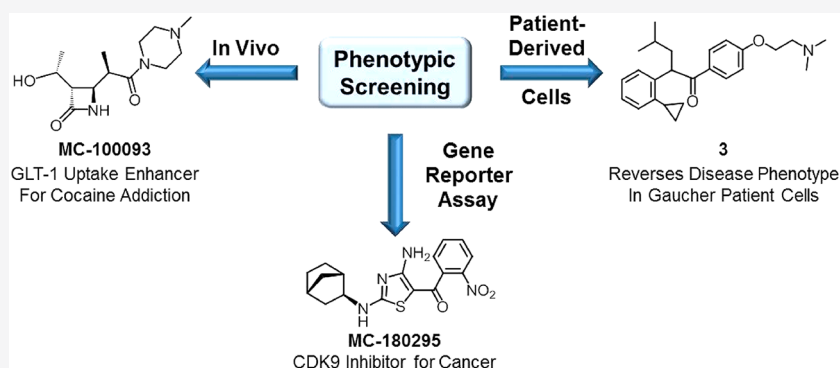 Phenotypic
Screening
In Vivo
HO
O
NH
O
N
N
MC-100093
GLT-1 Uptake Enhancer
For Cocaine Addiction
Patient-
Derived
Cells
O
O
N
3
Reverses Disease Phenotype
In Gaucher Patient Cells
Gene
Reporter
Assay
NH2
N
S
N
H
O
NO2
MC-180295
CDK9 Inhibitor for Cancer